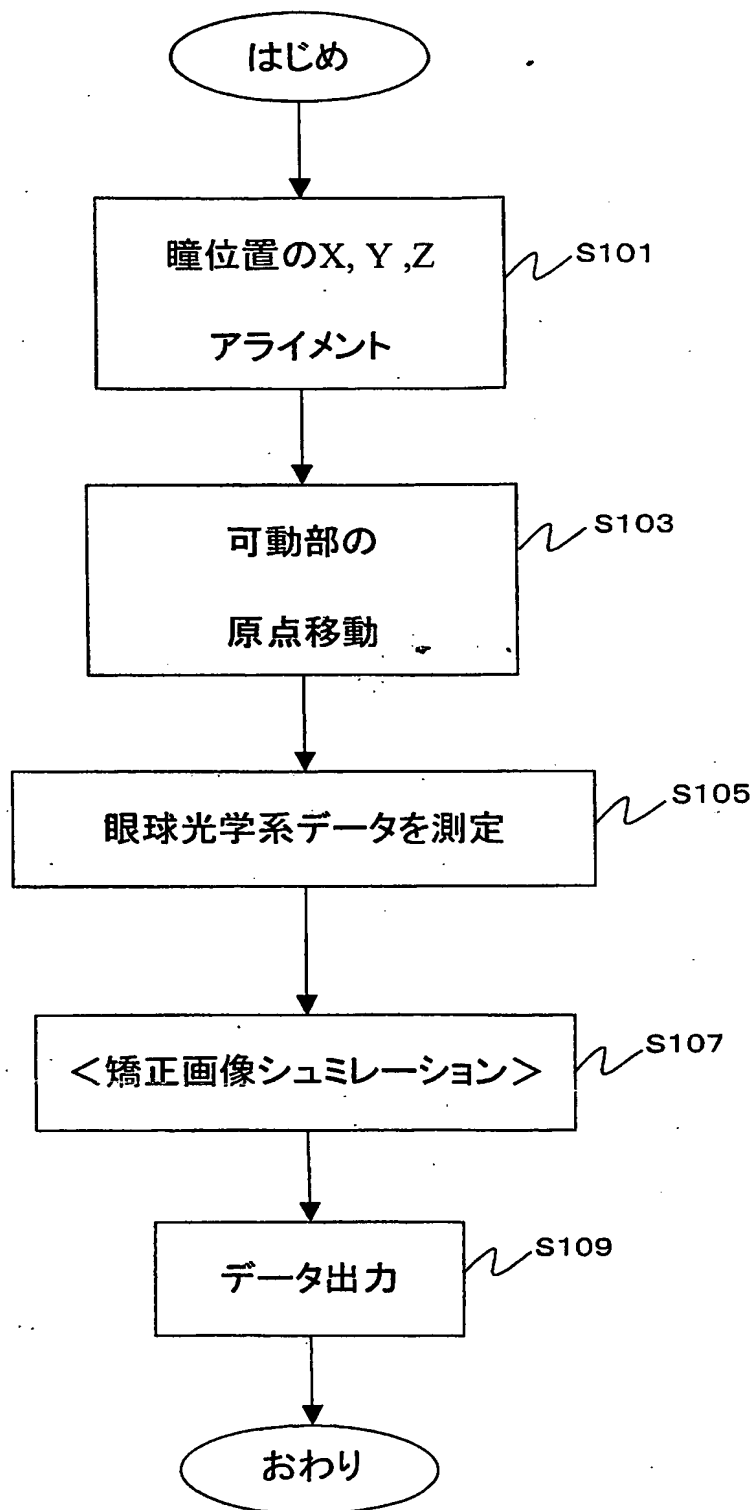 はじめ
瞳位置のX, Y ,Z
アライメント
S101
可動部の
原点移動
S103
眼球光学系データを測定
S105
＜矯正画像シュミレーション＞
S107
データ出力
S109
おわり